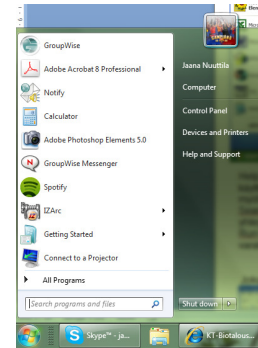 GroupWise
Adobe Acrobat 8 Professional
Notify
Calculator
Adobe Photoshop Elements 5.0
GroupWise Messenger
Spotify
IZArc
Getting Started
Connect to a Projector
All Programs
Search programs and files
Jaana Nuuttila
Computer
Control Panel
Devices and Printers
Help and Support
Shut down
Skype™ - ja...
KT-Biotalous...